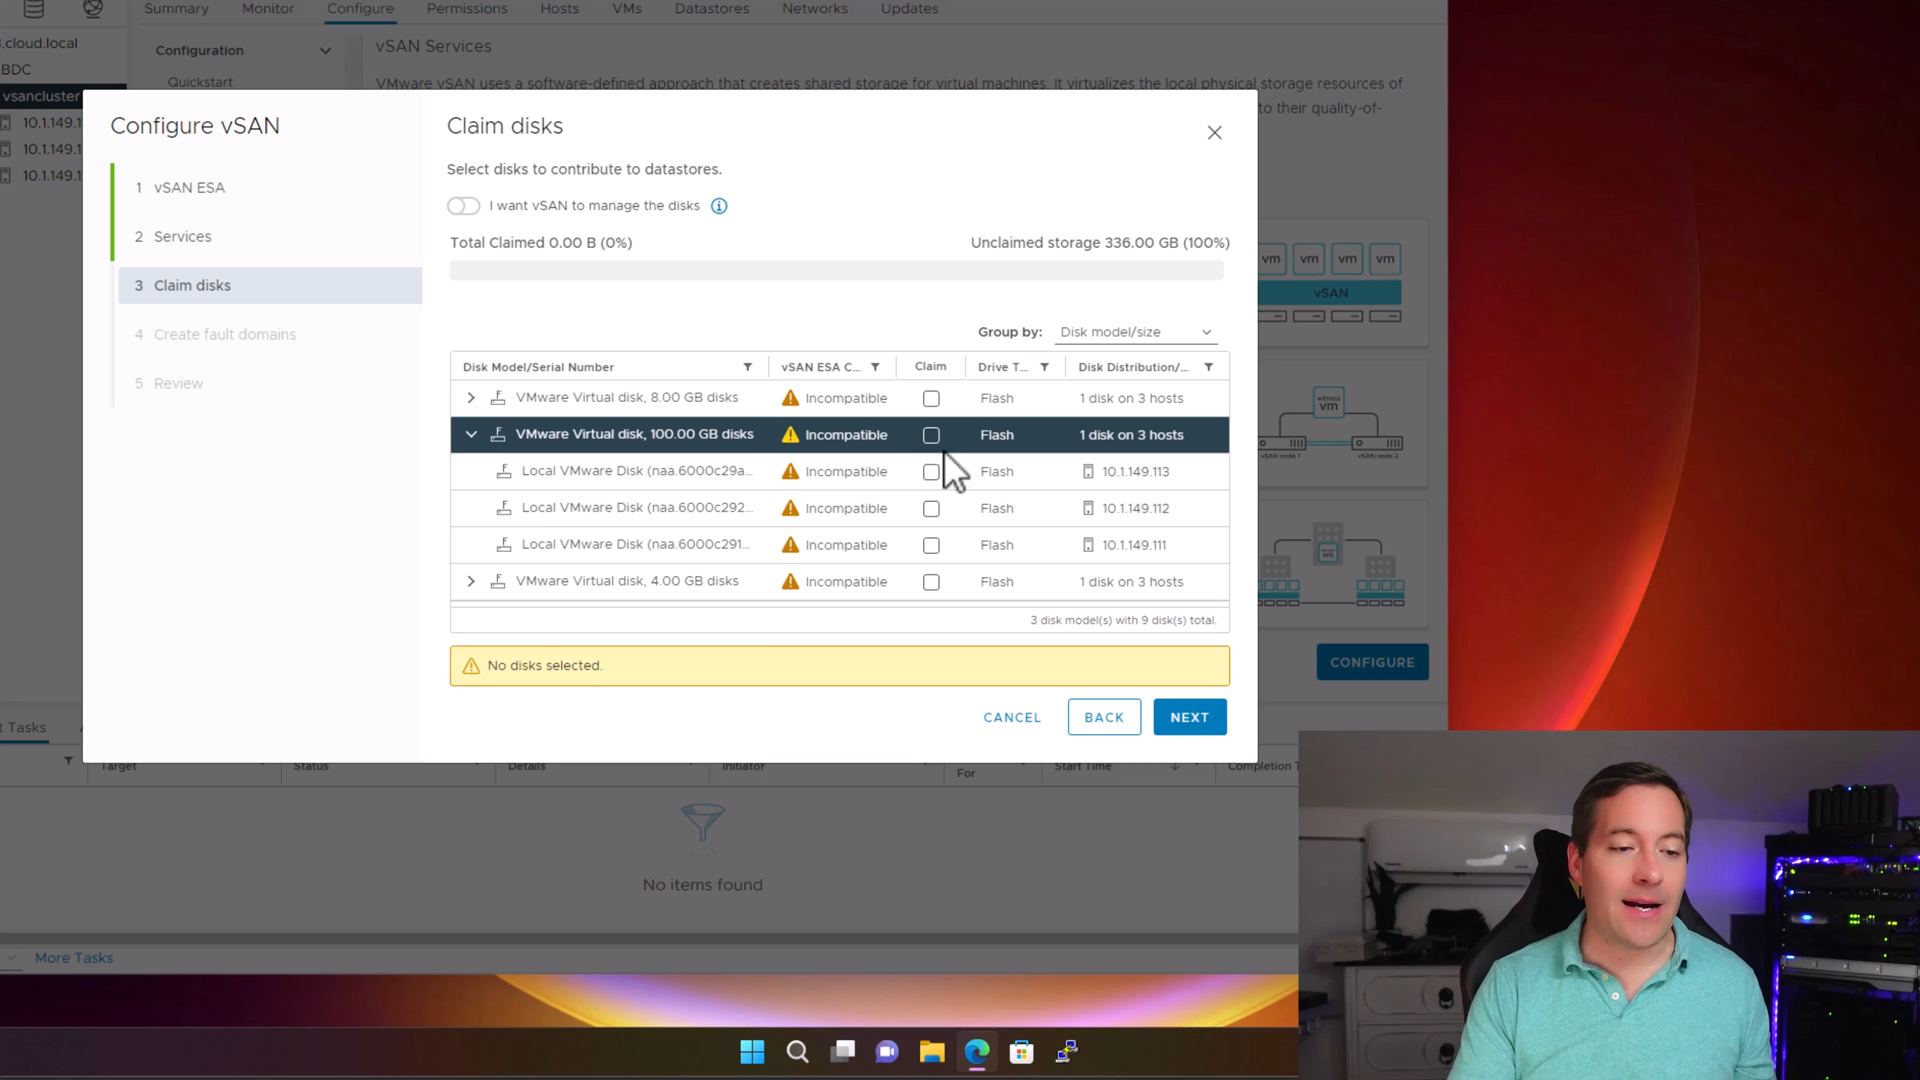 Summary Monitor Configure Permissions Hosts VMs Datastores Networks Updates
.cloud.local
BDC
vsancluster
10.1.149.1
10.1.149.1
10.1.149.1
Configuration
Quickstart
vSAN Services
VMware vSAN uses a software-defined approach that creates shared storage for virtual machines. It virtualizes the local physical storage resources of
to their quality-of-
Configure vSAN
1 vSAN ESA
2 Services
3 Claim disks
4 Create fault domains
5 Review
Claim disks
Select disks to contribute to datastores.
I want vSAN to manage the disks
Total Claimed 0.00 B (0%) Unclaimed storage 336.00 GB (100%)
Group by: Disk model/size
Disk Model/Serial Number vSAN ESA C... Claim Drive T... Disk Distribution/...
VMware Virtual disk, 8.00 GB disks Incompatible Flash 1 disk on 3 hosts
VMware Virtual disk, 100.00 GB disks Incompatible Flash 1 disk on 3 hosts
Local VMware Disk (naa.6000c29a... Incompatible Flash 10.1.149.113
Local VMware Disk (naa.6000c292... Incompatible Flash 10.1.149.112
Local VMware Disk (naa.6000c291... Incompatible Flash 10.1.149.111
VMware Virtual disk, 4.00 GB disks Incompatible Flash 1 disk on 3 hosts
3 disk model(s) with 9 disk(s) total.
No disks selected.
CANCEL BACK NEXT
vm vm vm vm
vSAN
witness
vm
vSAN node 1 vSAN node 2
witness
vm
CONFIGURE
t Tasks
Target Status Details Initiator For Start Time Completion T
No items found
More Tasks